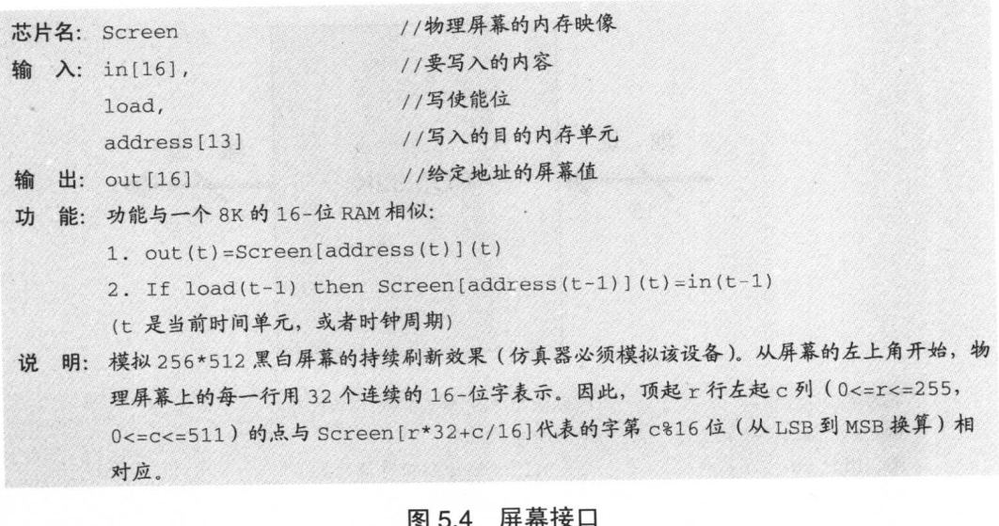 芯片名: Screen //物理屏幕的内存映像
输 入: in[16], //要写入的内容
load, //写使能位
address[13] //写入的目的内存单元
输 出: out[16] //给定地址的屏幕值
功 能: 功能与一个 8K 的 16-位 RAM 相似:
1. out(t)=Screen[address(t)](t)
2. If load(t-1) then Screen[address(t-1)](t)=in(t-1)
(t 是当前时间单元，或者时钟周期)
说 明: 模拟 256*512 黑白屏幕的持续刷新效果（仿真器必须模拟该设备）。从屏幕的左上角开始，物
理屏幕上的每一行用 32 个连续的 16-位字表示。因此，顶起 r 行左起 c 列（0<=r<=255,
0<=c<=511）的点与 Screen[r*32+c/16]代表的字第 c%16 位（从 LSB 到 MSB 换算）相
对应。
图 5.4 屏幕接口